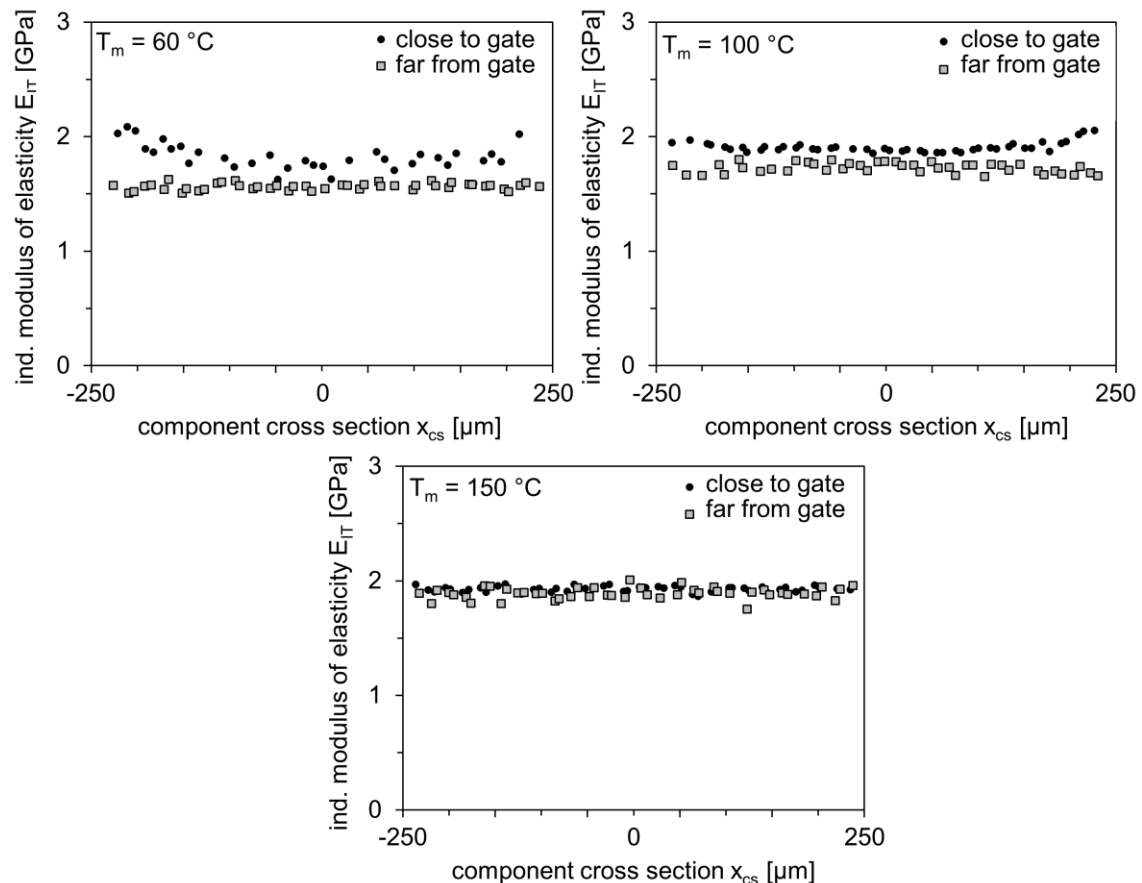 3
T_m = 60 °C
close to gate
far from gate
2
1
0
-250
0
250
ind. modulus of elasticity E_IT [GPa]
component cross section x_cs [µm]
3
T_m = 100 °C
close to gate
far from gate
2
1
0
-250
0
250
ind. modulus of elasticity E_IT [GPa]
component cross section x_cs [µm]
3
T_m = 150 °C
close to gate
far from gate
2
1
0
-250
0
250
ind. modulus of elasticity E_IT [GPa]
component cross section x_cs [µm]